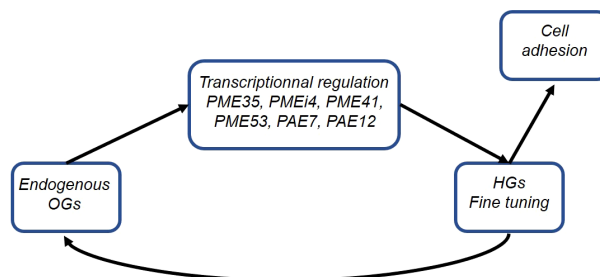 Cell
adhesion
Transcriptionnal regulation
PME35, PMEi4, PME41,
PME53, PAE7, PAE12
Endogenous
OGs
HGs
Fine tuning